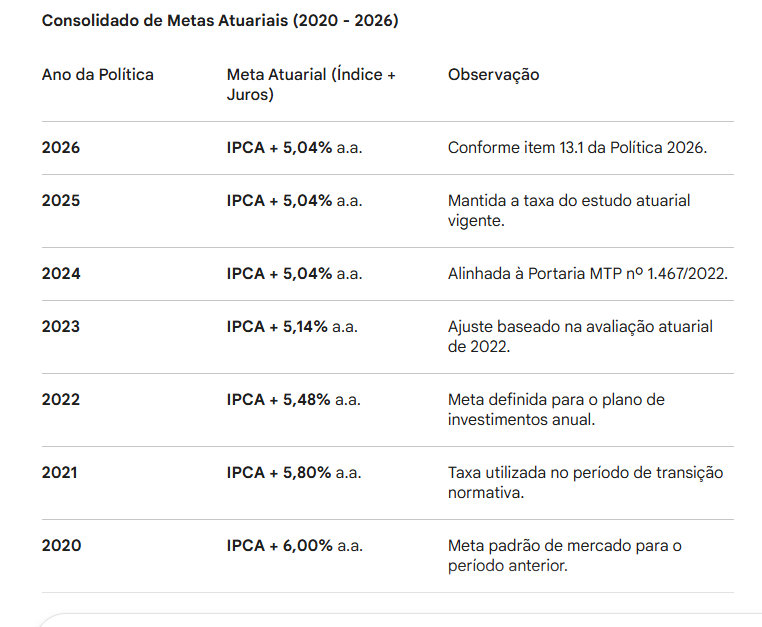 Consolidado de Metas Atuariais (2020 - 2026)
Ano da Política
Meta Atuarial (Índice +
Juros)
Observação
2026
IPCA + 5,04% a.a.
Conforme item 13.1 da Política 2026.
2025
IPCA + 5,04% a.a.
Mantida a taxa do estudo atuarial
vigente.
2024
IPCA + 5,04% a.a.
Alinhada à Portaria MTP nº 1.467/2022.
2023
IPCA + 5,14% a.a.
Ajuste baseado na avaliação atuarial
de 2022.
2022
IPCA + 5,48% a.a.
Meta definida para o plano de
investimentos anual.
2021
IPCA + 5,80% a.a.
Taxa utilizada no período de transição
normativa.
2020
IPCA + 6,00% a.a.
Meta padrão de mercado para o
período anterior.